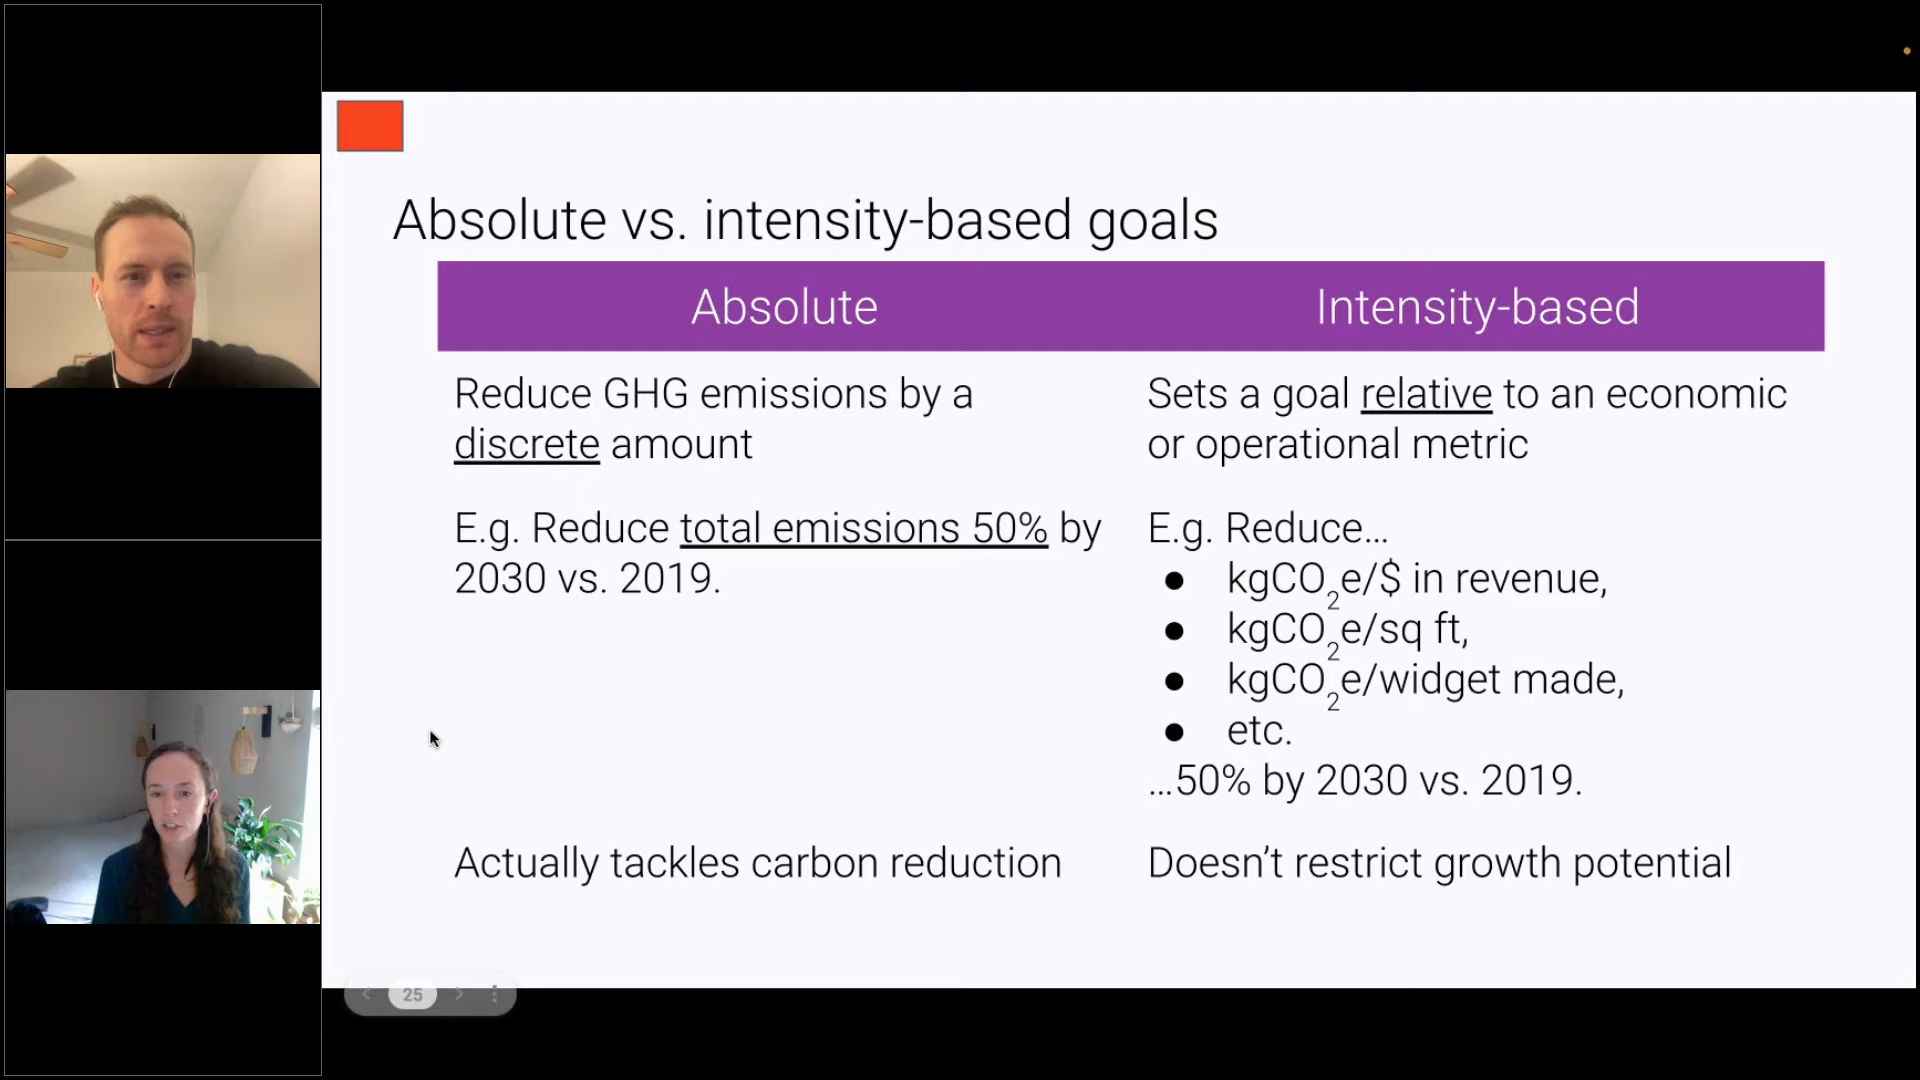 Absolute vs. intensity-based goals
Absolute
Intensity-based
Reduce GHG emissions by a
discrete amount
Sets a goal relative to an economic
or operational metric
E.g. Reduce total emissions 50% by
2030 vs. 2019.
E.g. Reduce…
● kgCO₂e/$ in revenue,
● kgCO₂e/sq ft,
● kgCO₂e/widget made,
● etc.
…50% by 2030 vs. 2019.
Actually tackles carbon reduction
Doesn’t restrict growth potential
25